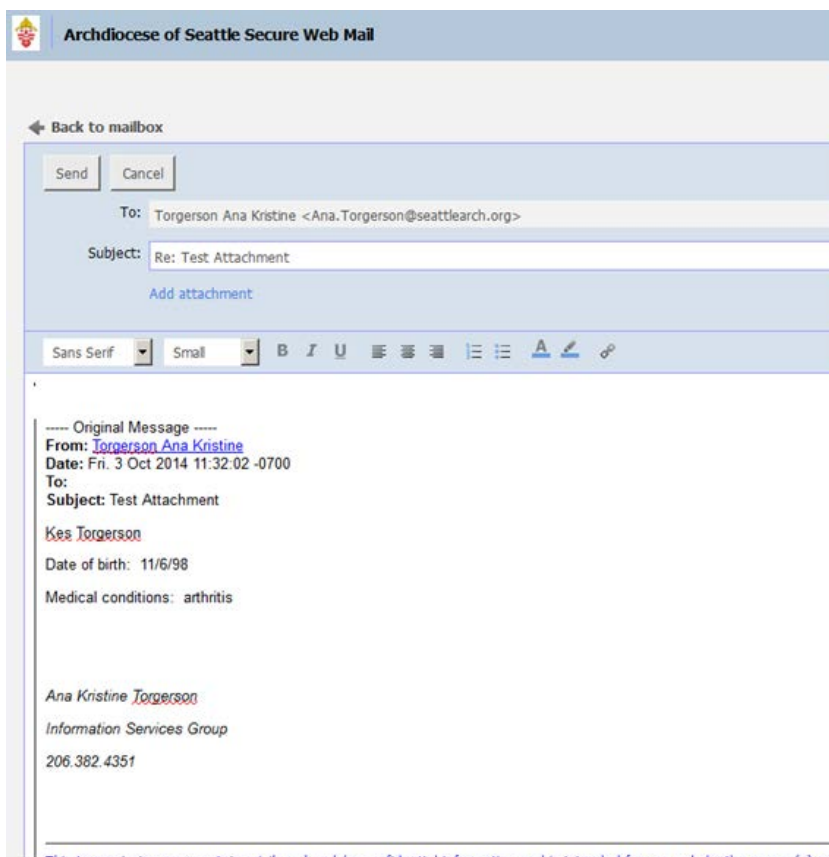 Archdiocese of Seattle Secure Web Mail
Back to mailbox
Send Cancel
To: Torgerson Ana Kristine <Ana.Torgerson@seattlearch.org>
Subject: Re: Test Attachment
Add attachment
Sans Serif Small B I U A
----- Original Message -----
From: Torgerson Ana Kristine
Date: Fri. 3 Oct 2014 11:32:02 -0700
To:
Subject: Test Attachment
Kes Torgerson
Date of birth: 11/6/98
Medical conditions: arthritis
Ana Kristine Torgerson
Information Services Group
206.382.4351